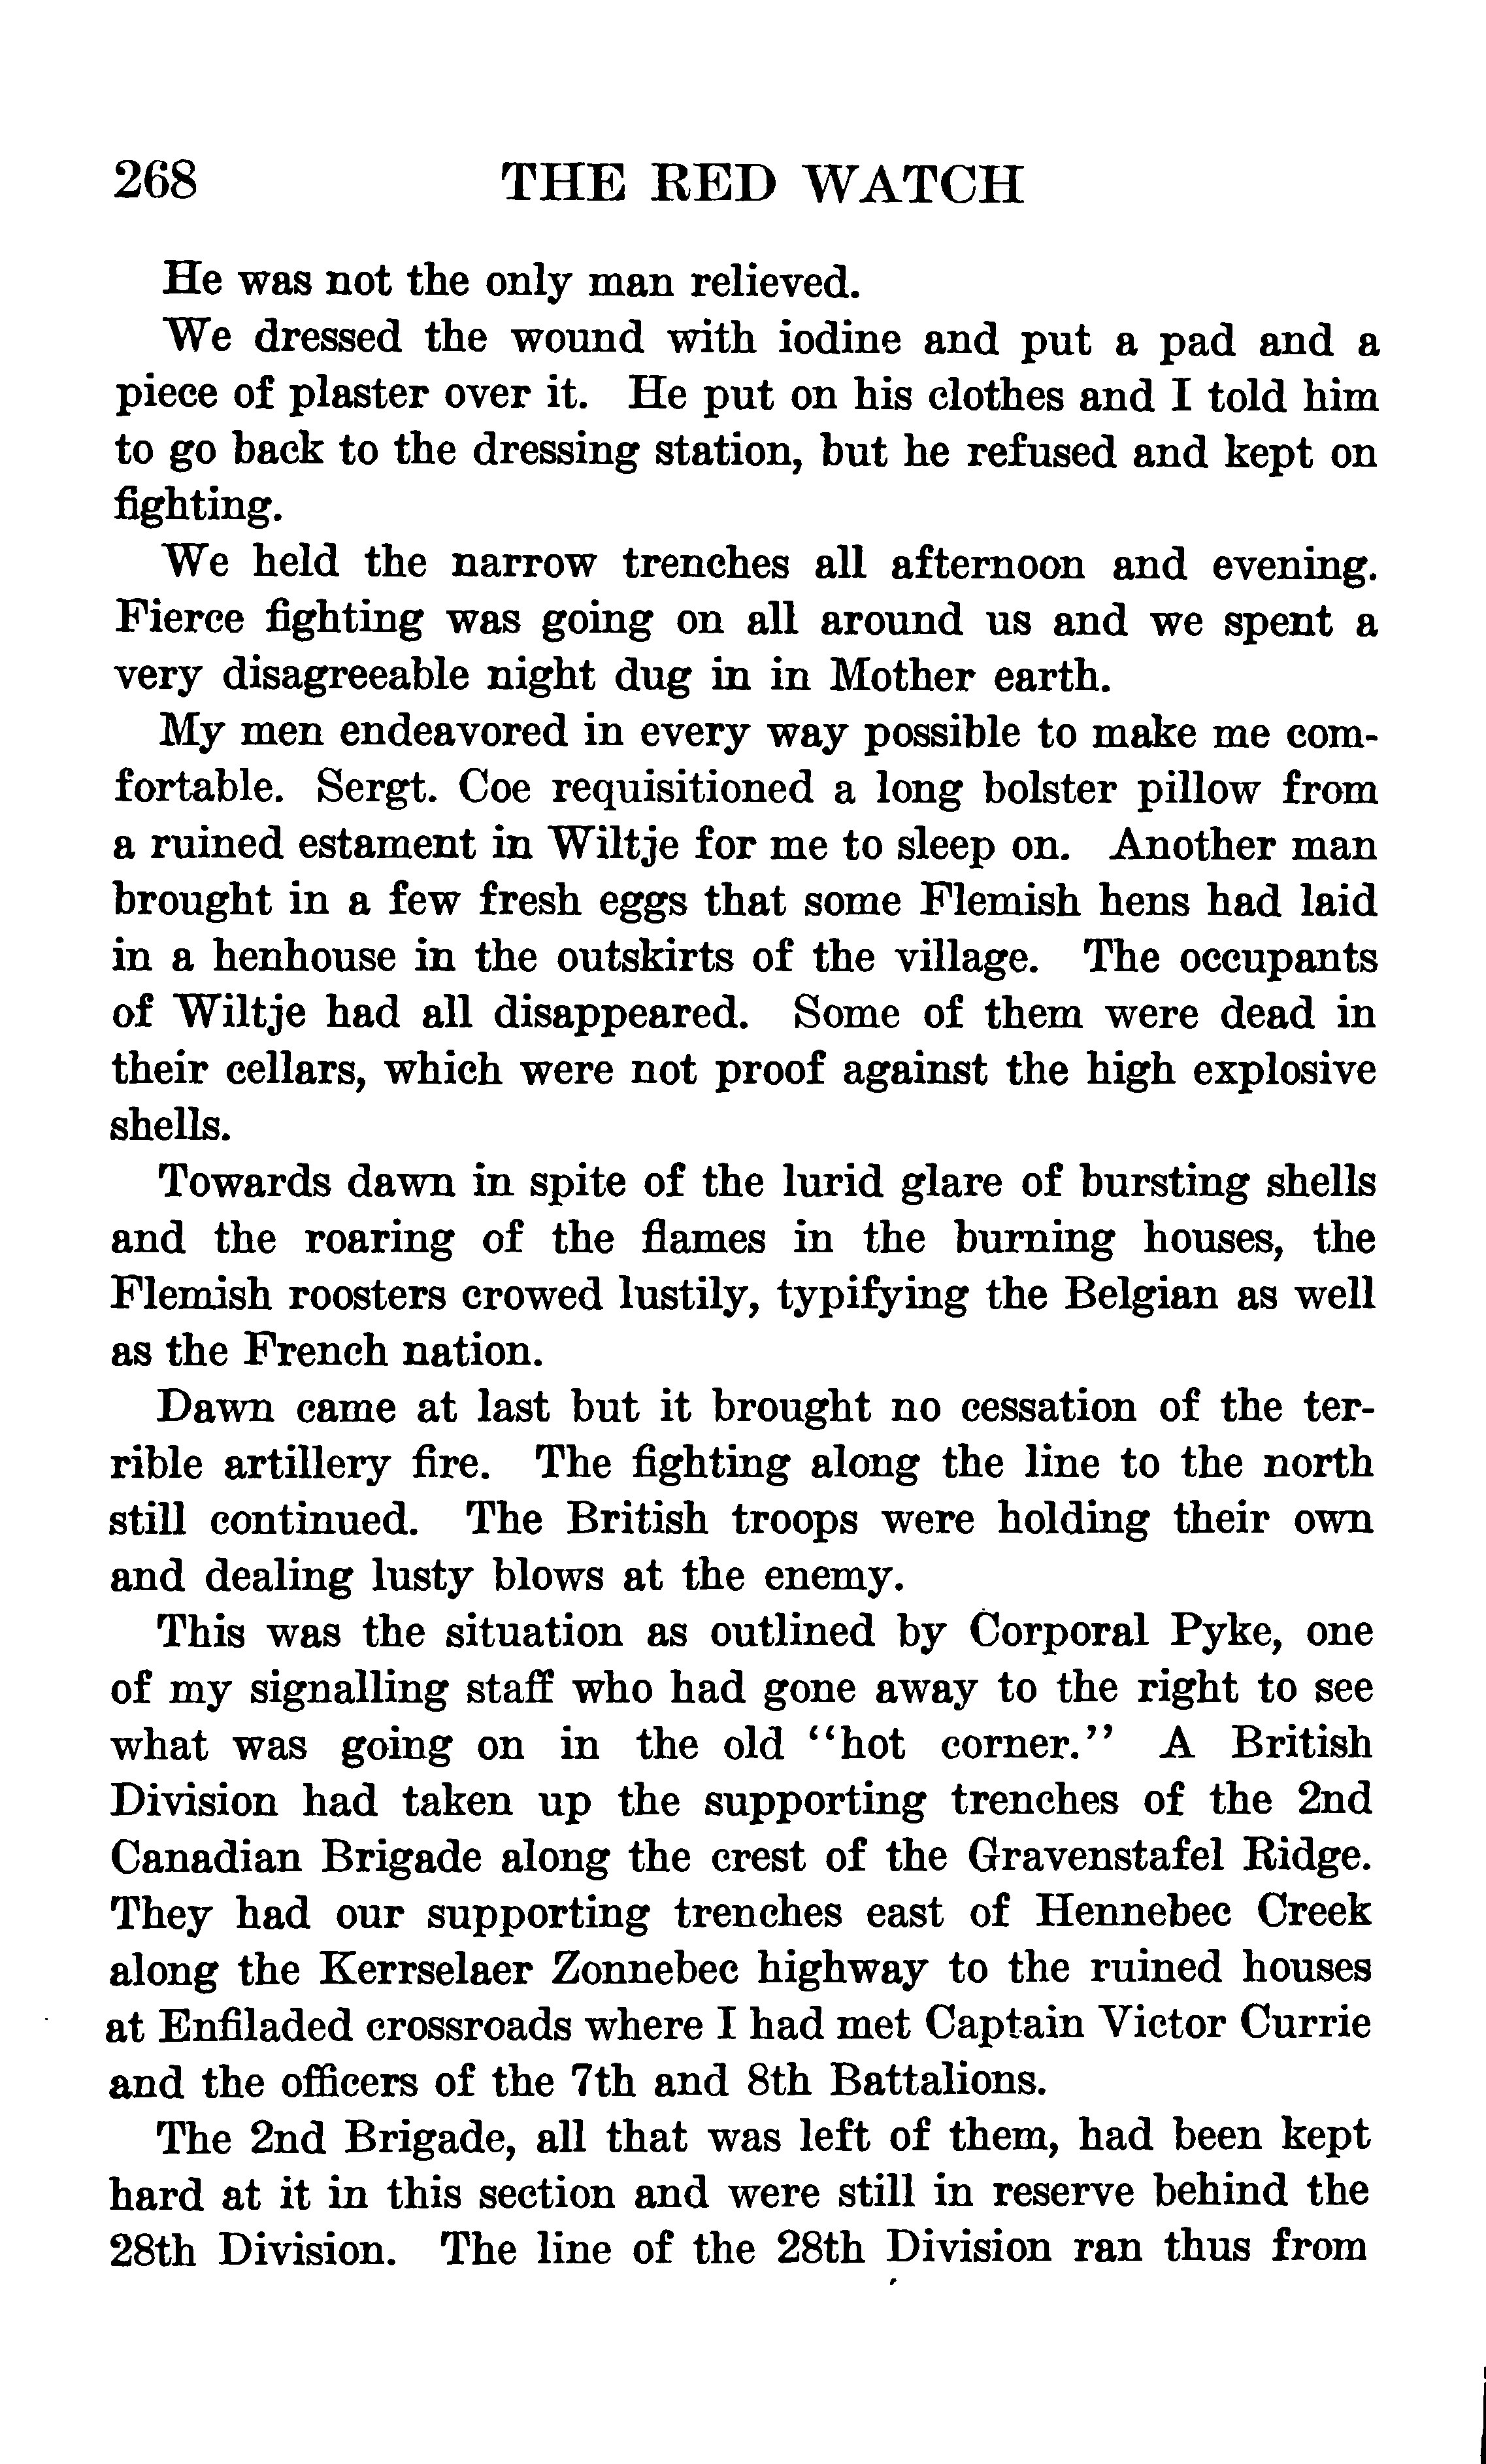 268 THE RED WATCH
He was not the only man relieved.
We dressed the wound with iodine and put a pad and a
piece of plaster over it. He put on his clothes and I told him
to go back to the dressing station, but he refused and kept on
fighting.
We held the narrow trenches all afternoon and evening.
Fierce fighting was going on all around us and we spent a
very disagreeable night dug in in Mother earth.
My men endeavored in every way possible to make me com-
fortable. Sergt. Coe requisitioned a long bolster pillow from
a ruined estament in Wiltje for me to sleep on. Another man
brought in a few fresh eggs that some Flemish hens had laid
in a henhouse in the outskirts of the village. The occupants
of Wiltje had all disappeared. Some of them were dead in
their cellars, which were not proof against the high explosive
shells.
Towards dawn in spite of the lurid glare of bursting shells
and the roaring of the flames in the burning houses, the
Flemish roosters crowed lustily, typifying the Belgian as well
as the French nation.
Dawn came at last but it brought no cessation of the ter-
rible artillery fire. The fighting along the line to the north
still continued. The British troops were holding their own
and dealing lusty blows at the enemy.
This was the situation as outlined by Corporal Pyke, one
of my signalling staff who had gone away to the right to see
what was going on in the old "hot corner." A British
Division had taken up the supporting trenches of the 2nd
Canadian Brigade along the crest of the Gravenstafel Ridge.
They had our supporting trenches east of Hennebec Creek
along the Kerrselaer Zonnebec highway to the ruined houses
at Enfiladed crossroads where I had met Captain Victor Currie
and the officers of the 7th and 8th Battalions.
The 2nd Brigade, all that was left of them, had been kept
hard at it in this section and were still in reserve behind the
28th Division. The line of the 28th Division ran thus from